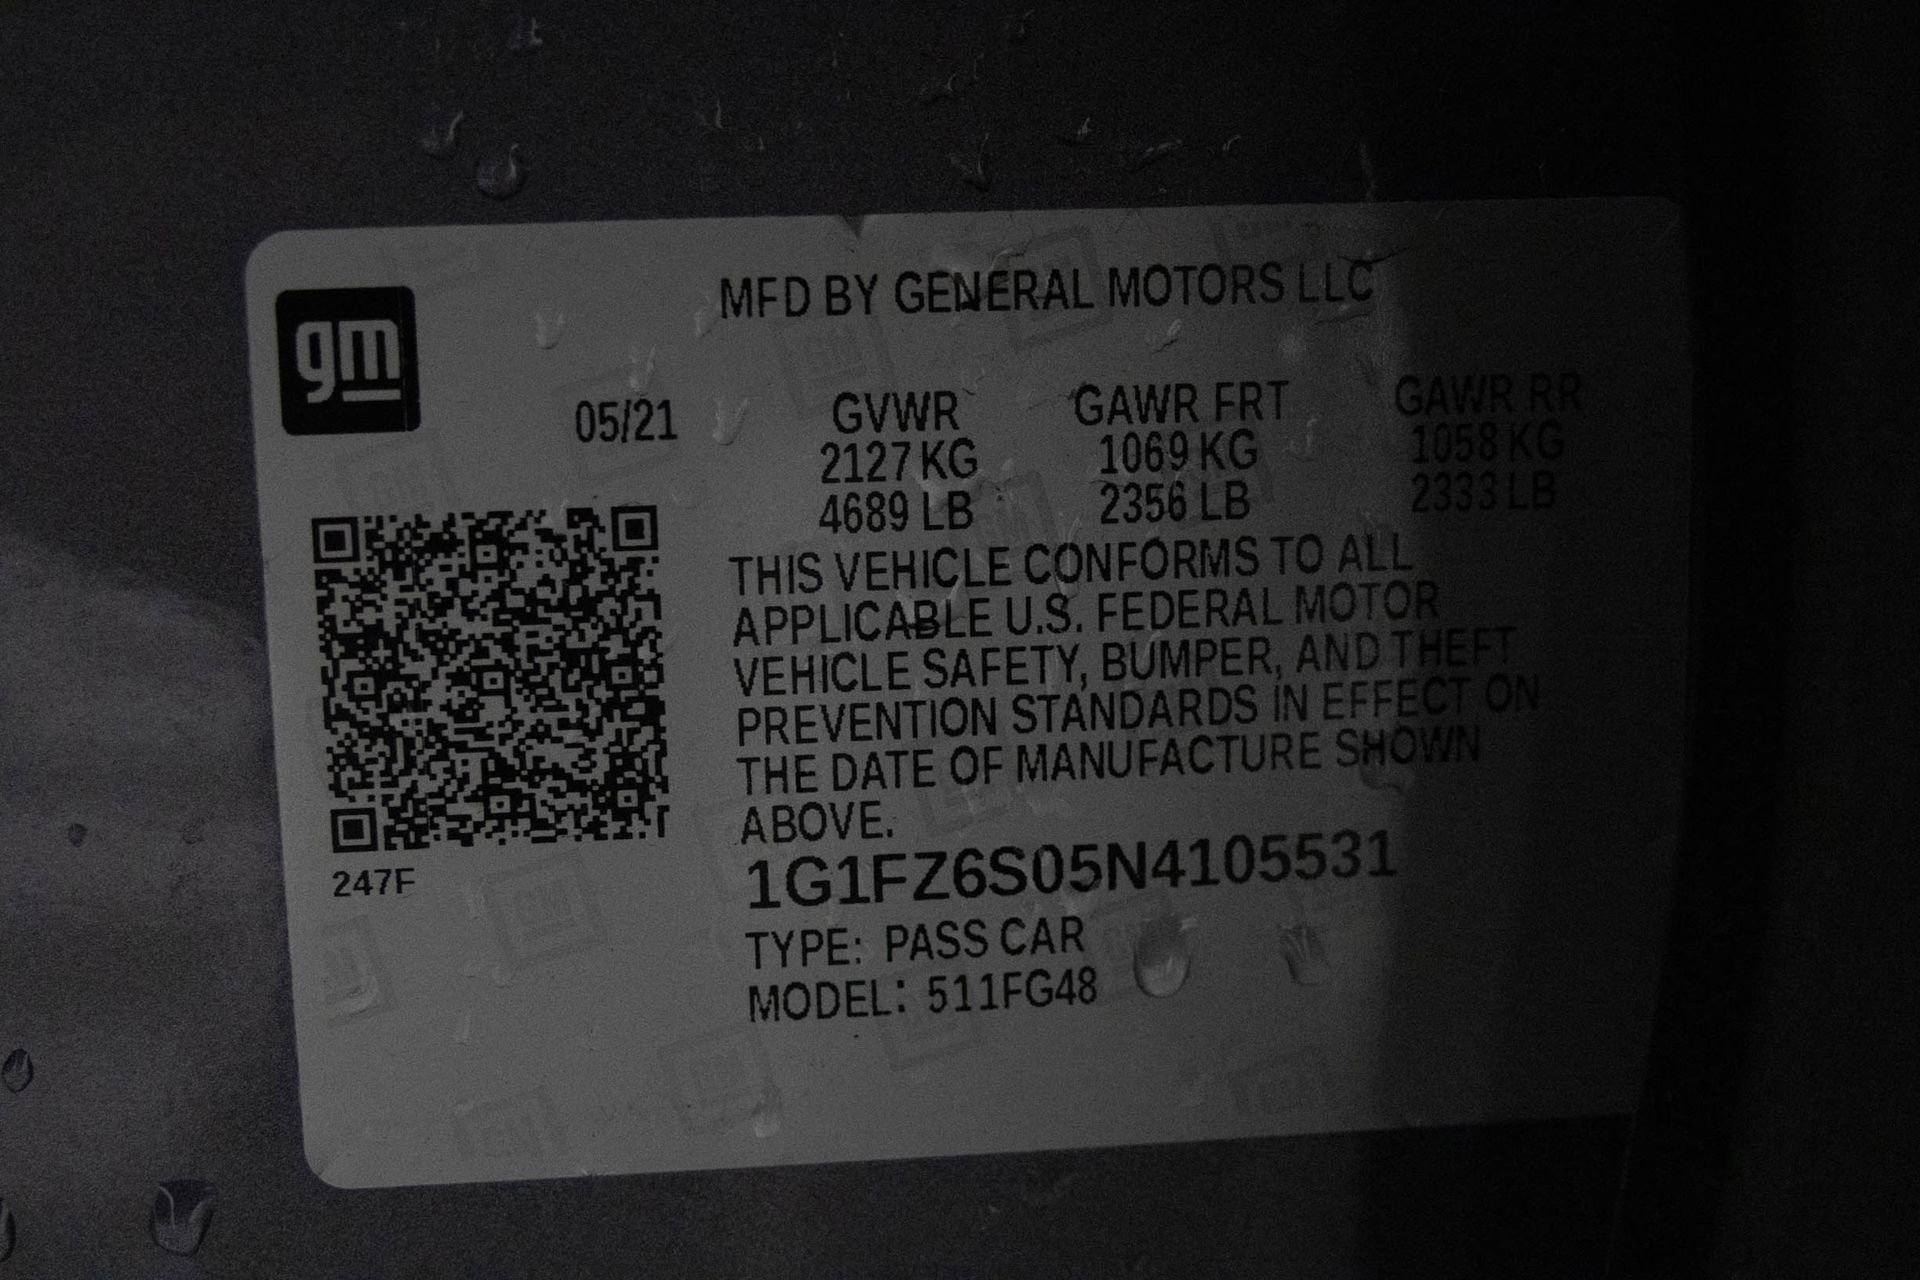 gm
MFD BY GENERAL MOTORS LLC
05/21
GVWR GAWR FRT GAWR RR
2127 KG 1069 KG 1058 KG
4689 LB 2356 LB 2333 LB
THIS VEHICLE CONFORMS TO ALL
APPLICABLE U.S. FEDERAL MOTOR
VEHICLE SAFETY, BUMPER, AND THEFT
PREVENTION STANDARDS IN EFFECT ON
THE DATE OF MANUFACTURE SHOWN
ABOVE.
247F
1G1FZ6S05N4105531
TYPE: PASS CAR
MODEL: 511FG48